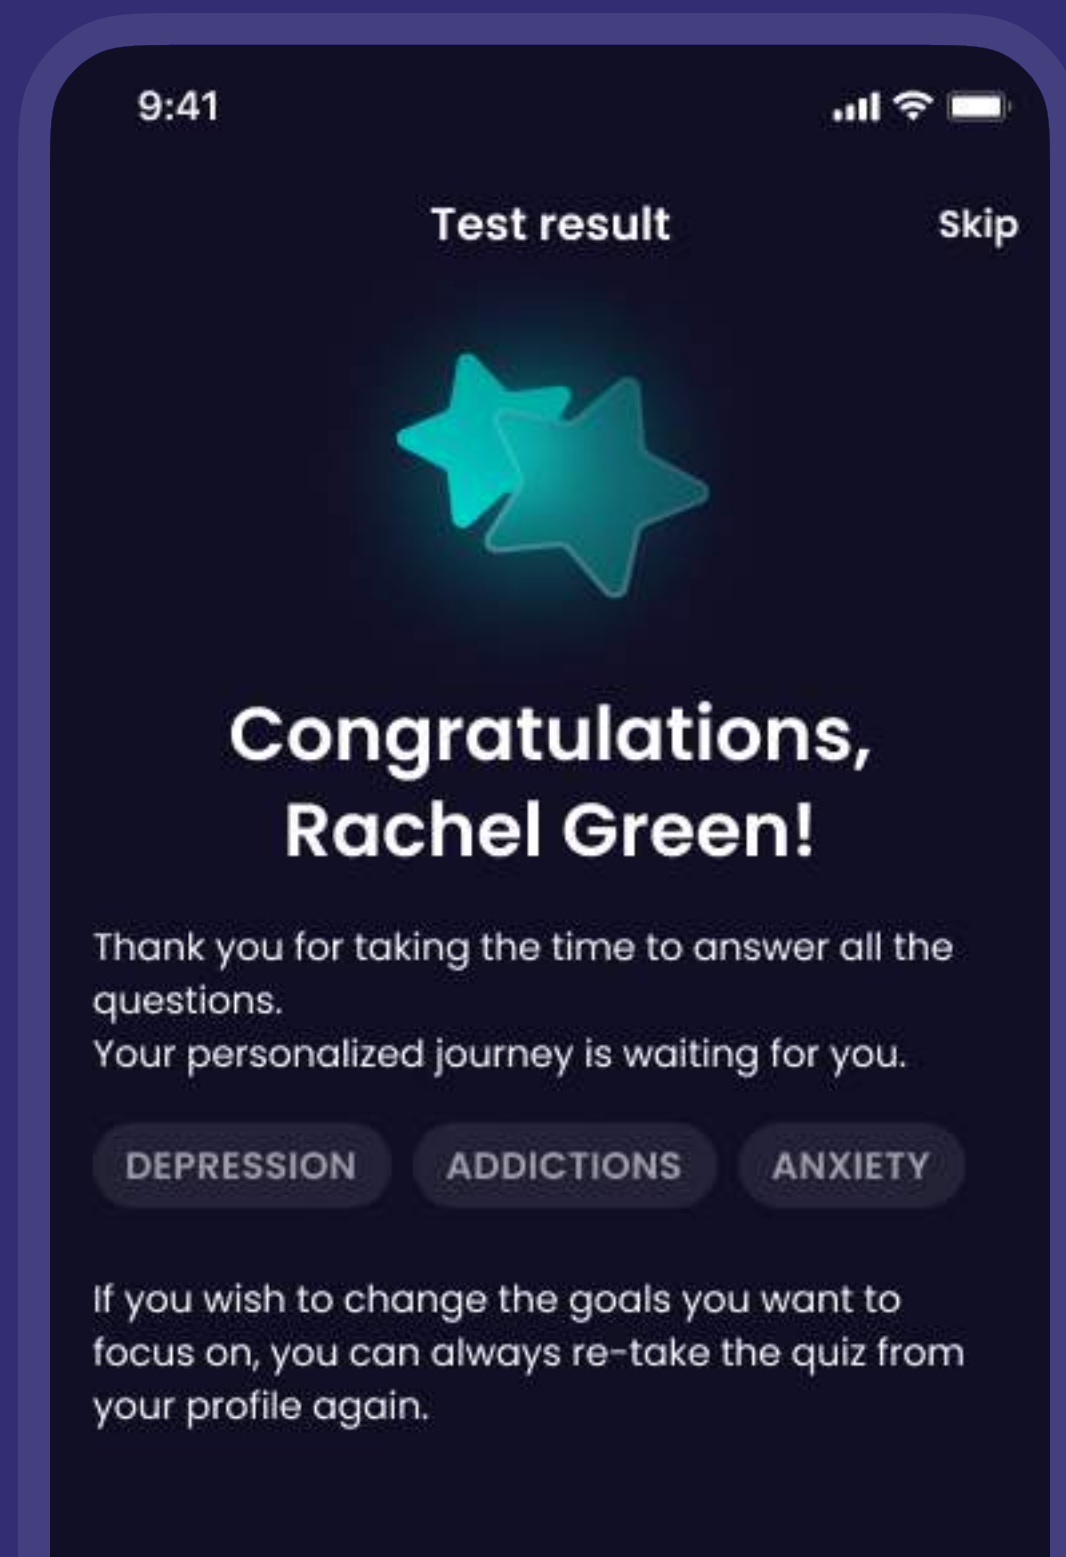 9:41
Test result
Skip
Congratulations,
Rachel Green!
Thank you for taking the time to answer all the
questions.
Your personalized journey is waiting for you.
DEPRESSION
ADDICTIONS
ANXIETY
If you wish to change the goals you want to
focus on, you can always re-take the quiz from
your profile again.